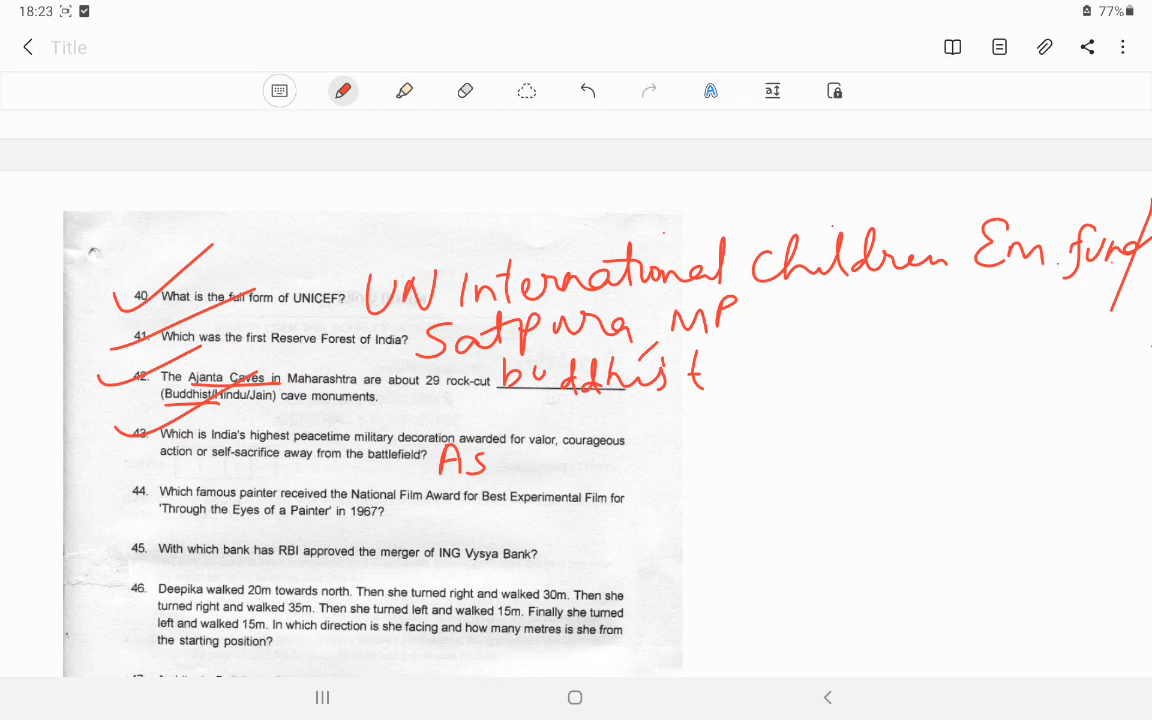 18:23
77%
Title
40. What is the full form of UNICEF? UN International Children Em. fund
41. Which was the first Reserve Forest of India? Satpura, MP
42. The Ajanta Caves in Maharashtra are about 29 rock-cut buddhist
(Buddhist/Hindu/Jain) cave monuments.
43. Which is India's highest peacetime military decoration awarded for valor, courageous
action or self-sacrifice away from the battlefield? As
44. Which famous painter received the National Film Award for Best Experimental Film for
'Through the Eyes of a Painter' in 1967?
45. With which bank has RBI approved the merger of ING Vysya Bank?
46. Deepika walked 20m towards north. Then she turned right and walked 30m. Then she
turned right and walked 35m. Then she turned left and walked 15m. Finally she turned
left and walked 15m. In which direction is she facing and how many metres is she from
the starting position?